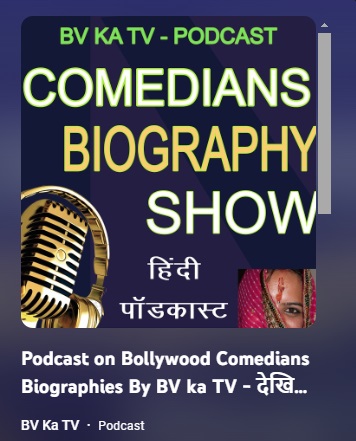 BV KA TV - PODCAST
COMEDIANS
BIOGRAPHY
SHOW
हिंदी
पॉडकास्ट
Podcast on Bollywood Comedians
Biographies By BV ka TV - देखि...
BV Ka TV · Podcast